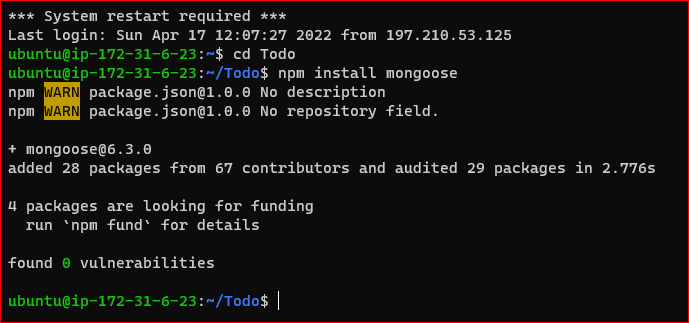 *** System restart required ***
Last login: Sun Apr 17 12:07:27 2022 from 197.210.53.125
ubuntu@ip-172-31-6-23:~$ cd Todo
ubuntu@ip-172-31-6-23:~/Todo$ npm install mongoose
npm WARN package.json@1.0.0 No description
npm WARN package.json@1.0.0 No repository field.

+ mongoose@6.3.0
added 28 packages from 67 contributors and audited 29 packages in 2.776s

4 packages are looking for funding
  run `npm fund` for details

found 0 vulnerabilities

ubuntu@ip-172-31-6-23:~/Todo$